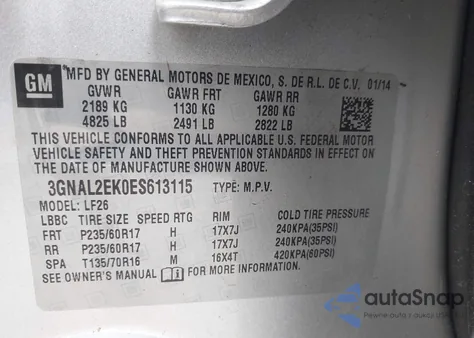 GM
MFD BY GENERAL MOTORS DE MEXICO, S. DE R.L. DE C.V. 01/14
GVWR GAWR FRT GAWR RR
2189 KG 1130 KG 1280 KG
4825 LB 2491 LB 2822 LB
THIS VEHICLE CONFORMS TO ALL APPLICABLE U.S. FEDERAL MOTOR
VEHICLE SAFETY AND THEFT PREVENTION STANDARDS IN EFFECT ON
THE DATE OF MANUFACTURE SHOWN ABOVE.
3GNAL2EK0ES613115 TYPE: M.P.V.
MODEL: LF26
LBBC TIRE SIZE SPEED RTG RIM COLD TIRE PRESSURE
FRT P235/60R17 H 17X7J 240KPA(35PSI)
RR P235/60R17 H 17X7J 240KPA(35PSI)
SPA T135/70R16 M 16X4T 420KPA(60PSI)
SEE OWNER'S MANUAL FOR MORE INFORMATION.
autoSnap
Pewne auto z USA